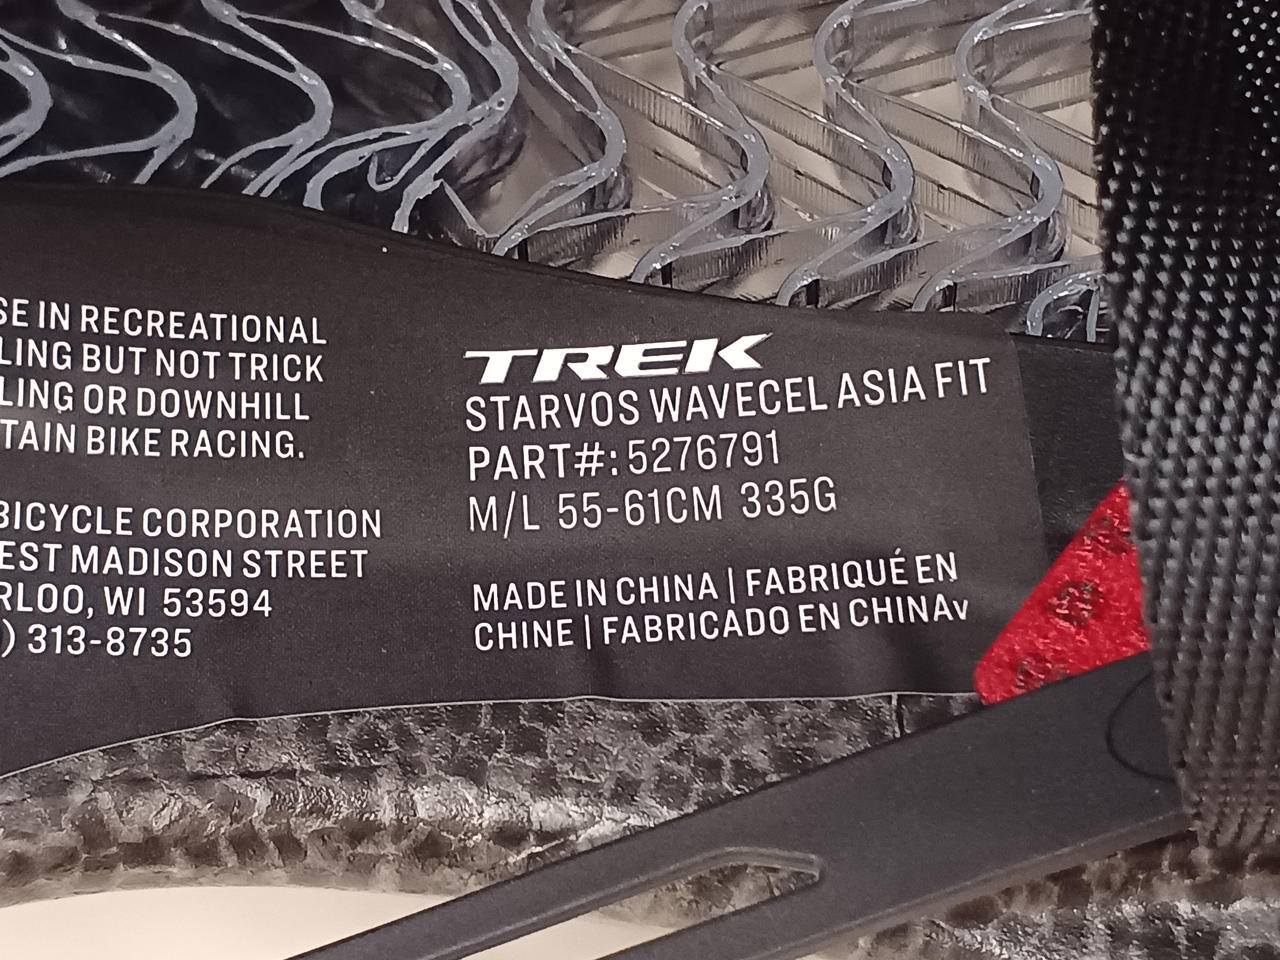 SE IN RECREATIONAL
LING BUT NOT TRICK
LING OR DOWNHILL
TAIN BIKE RACING.
BICYCLE CORPORATION
EST MADISON STREET
RLOO, WI 53594
) 313-8735
TREK
STARVOS WAVECEL ASIA FIT
PART#: 5276791
M/L 55-61CM 335G
MADE IN CHINA | FABRIQUÉ EN
CHINE | FABRICADO EN CHINAv